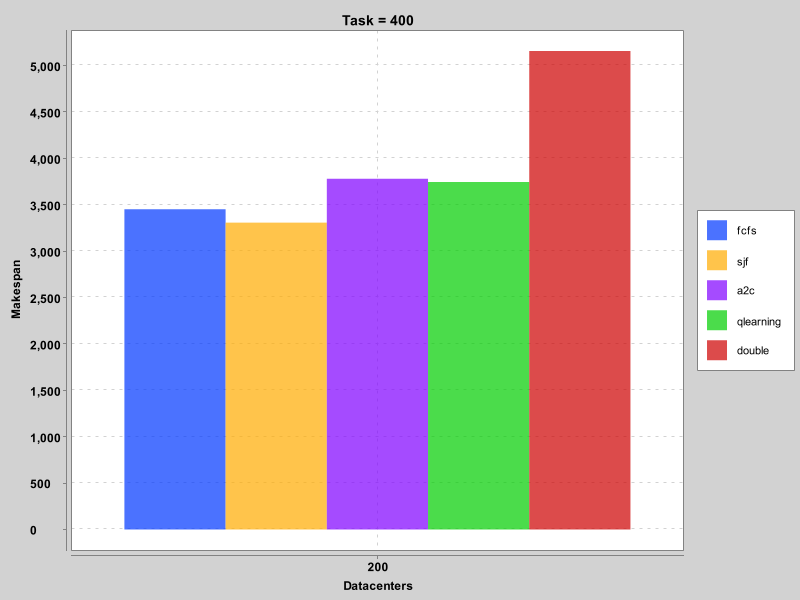 Task = 400
Makespan
5,000
4,500
4,000
3,500
3,000
2,500
2,000
1,500
1,000
500
0
200
Datacenters
fcfs
sjf
a2c
qlearning
double